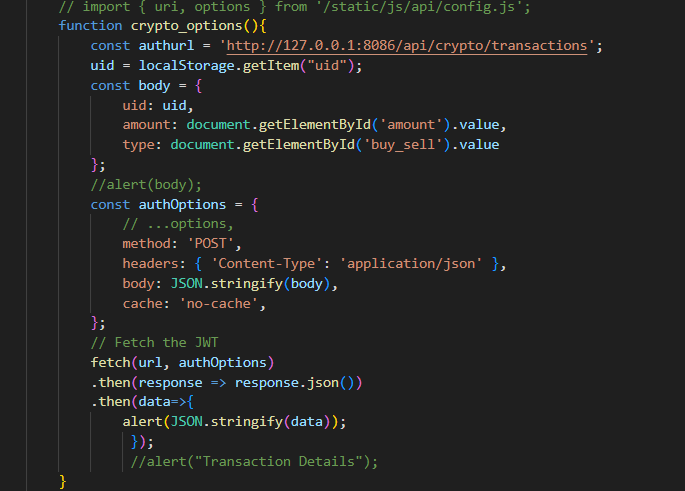 // import { uri, options } from '/static/js/api/config.js';
function crypto_options(){
const authurl = 'http://127.0.0.1:8086/api/crypto/transactions';
uid = localStorage.getItem("uid");
const body = {
uid: uid,
amount: document.getElementById('amount').value,
type: document.getElementById('buy_sell').value
};
//alert(body);
const authOptions = {
// ...options,
method: 'POST',
headers: { 'Content-Type': 'application/json' },
body: JSON.stringify(body),
cache: 'no-cache',
};
// Fetch the JWT
fetch(url, authOptions)
.then(response => response.json())
.then(data=>{
alert(JSON.stringify(data));
});
//alert("Transaction Details");
}